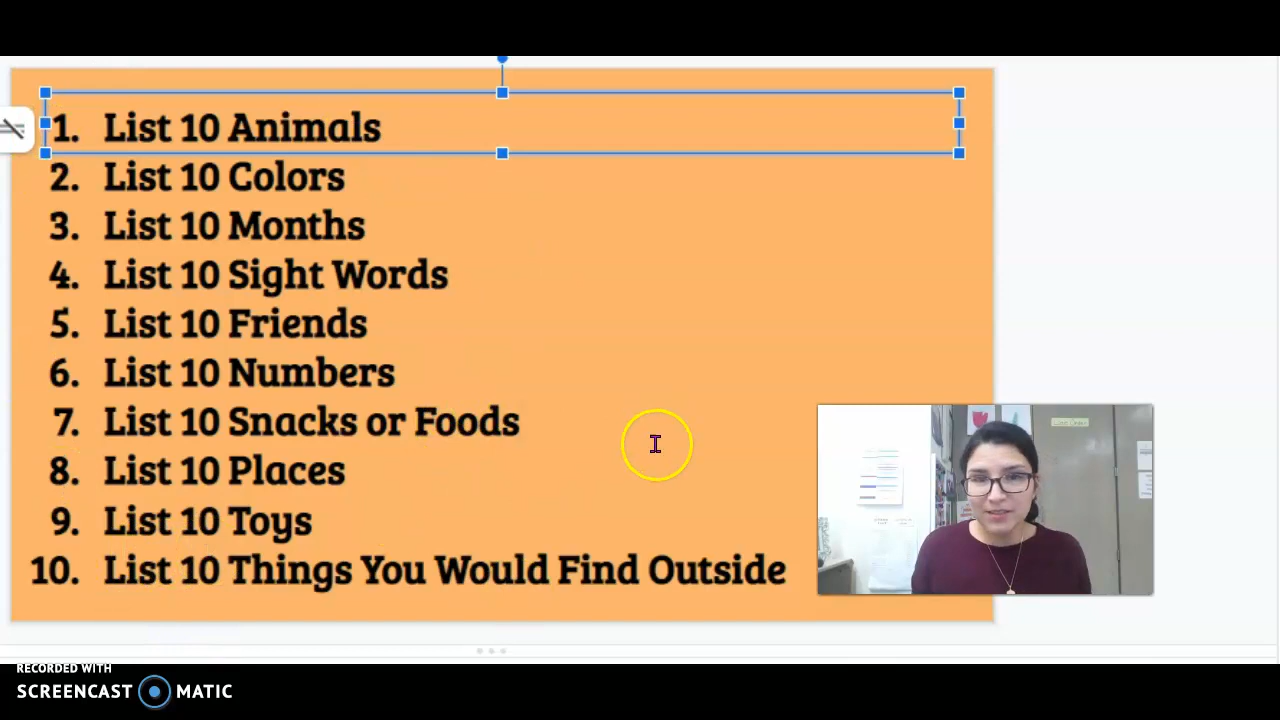 1. List 10 Animals
2. List 10 Colors
3. List 10 Months
4. List 10 Sight Words
5. List 10 Friends
6. List 10 Numbers
7. List 10 Snacks or Foods
8. List 10 Places
9. List 10 Toys
10. List 10 Things You Would Find Outside
RECORDED WITH
SCREENCAST MATIC